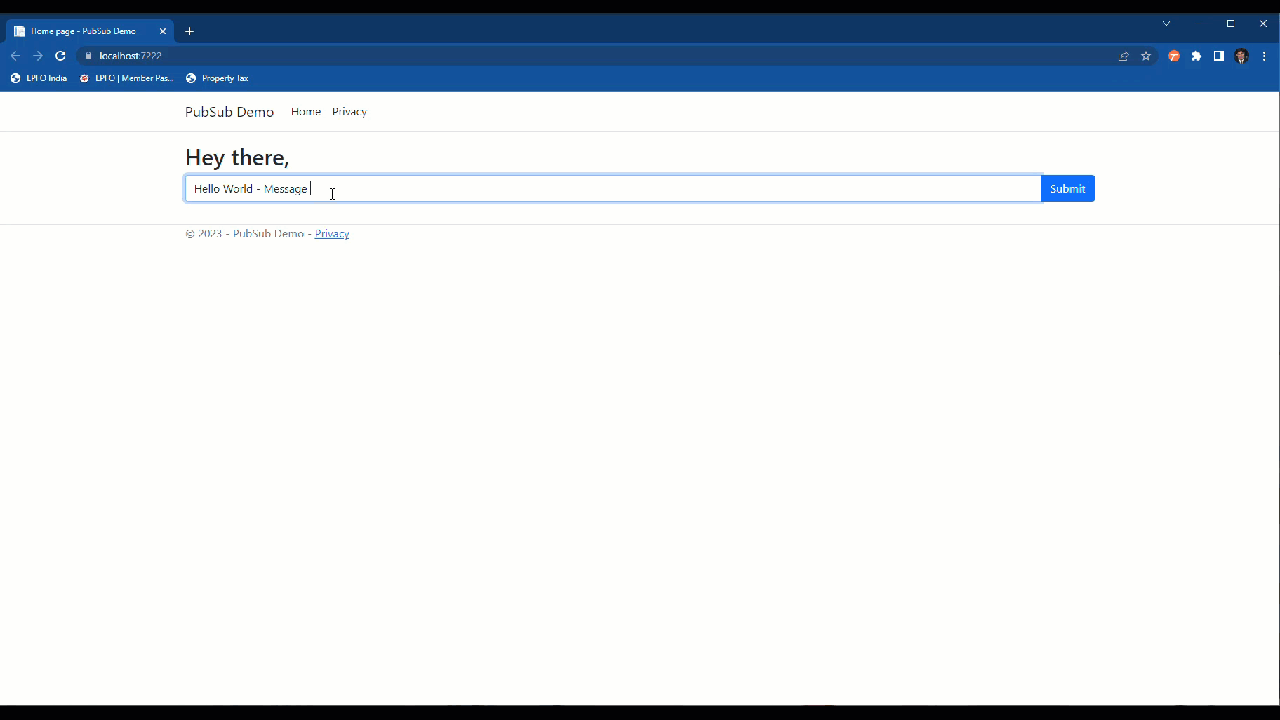 Home page - PubSub Demo
localhost:7222
EPFO India
EPFO | Member Pas...
Property Tax
PubSub Demo Home Privacy
Hey there,
Hello World - Message
Submit
© 2023 - PubSub Demo - Privacy